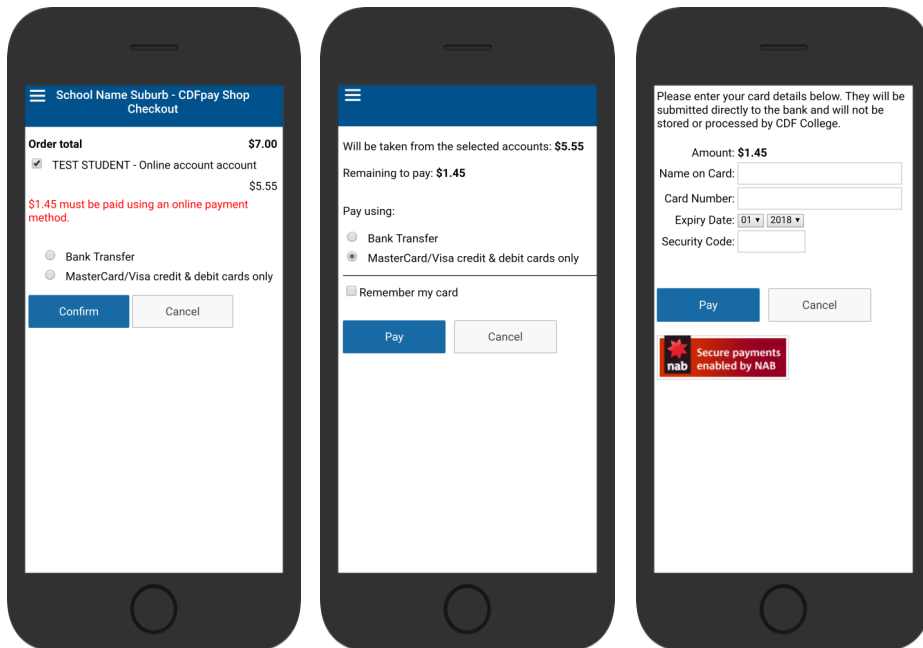 School Name Suburb - CDFpay Shop
Checkout
Order total $7.00
TEST STUDENT - Online account account
$5.55
$1.45 must be paid using an online payment
method.
Bank Transfer
MasterCard/Visa credit & debit cards only
Confirm Cancel
Will be taken from the selected accounts: $5.55
Remaining to pay: $1.45
Pay using:
Bank Transfer
MasterCard/Visa credit & debit cards only
Remember my card
Pay Cancel
Please enter your card details below. They will be
submitted directly to the bank and will not be
stored or processed by CDF College.
Amount: $1.45
Name on Card:
Card Number:
Expiry Date: 01 2018
Security Code:
Pay Cancel
nab Secure payments
enabled by NAB